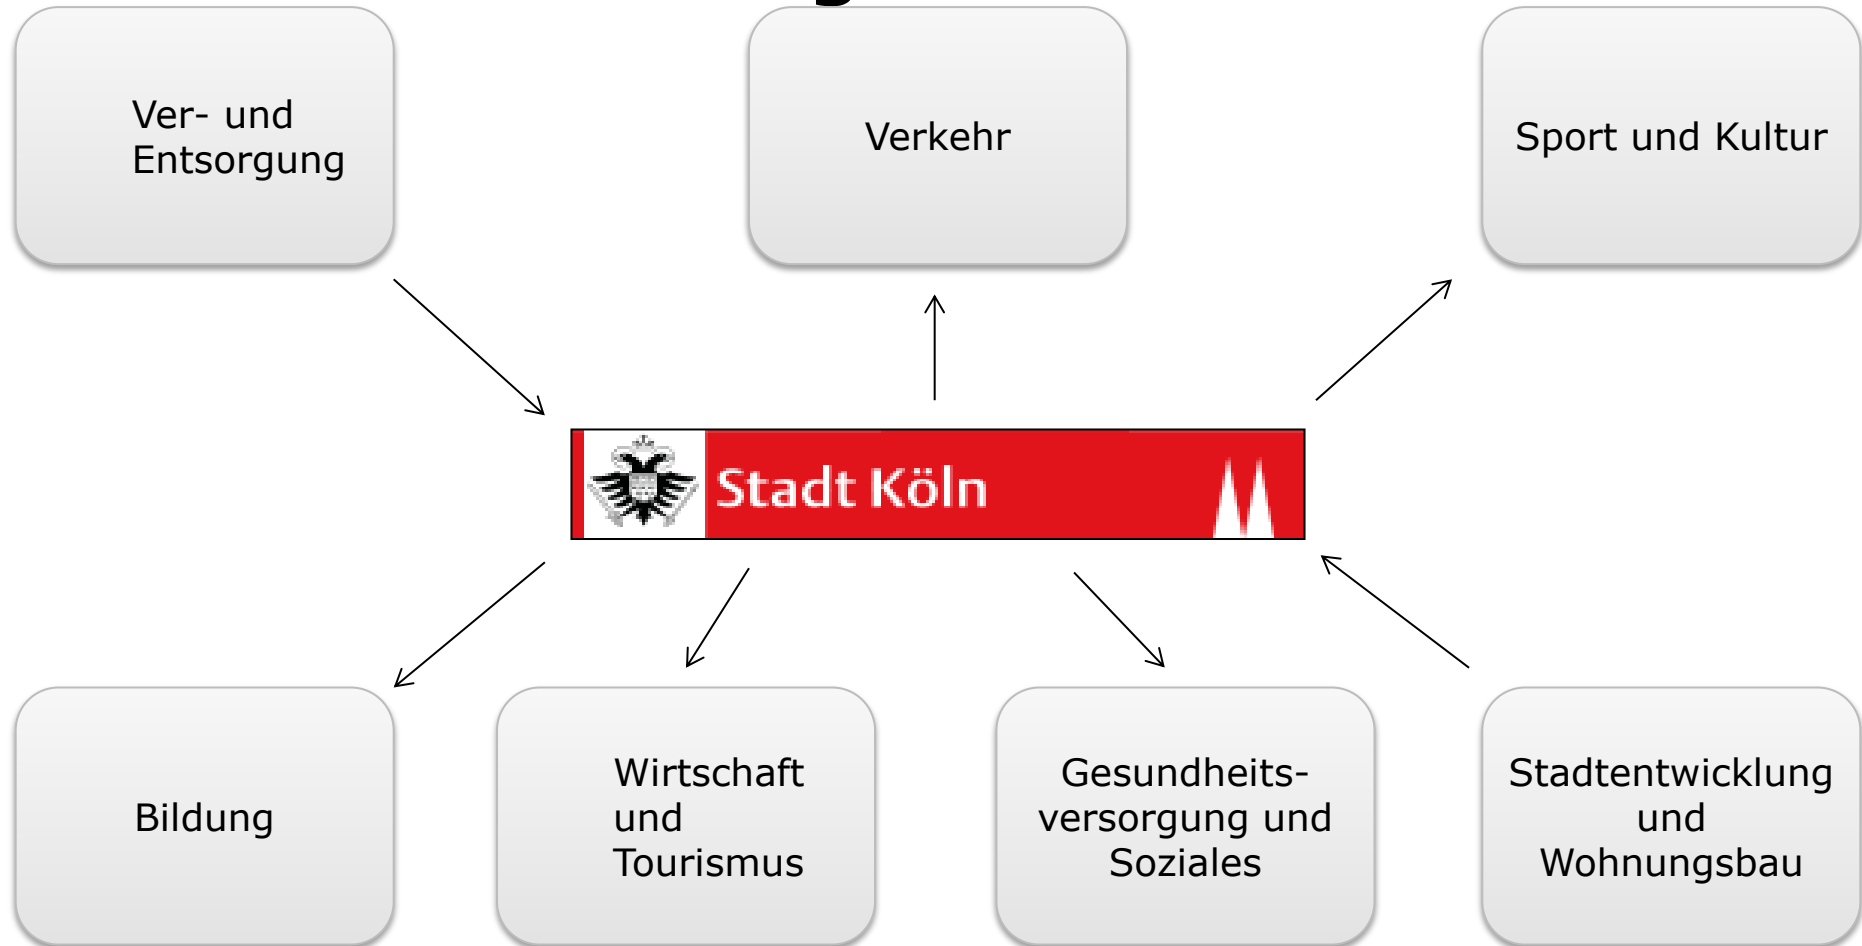 Ver- und
Entsorgung
Verkehr
Sport und Kultur
Stadt Köln
Bildung
Wirtschaft
und
Tourismus
Gesundheits-
versorgung und
Soziales
Stadtentwicklung
und
Wohnungsbau